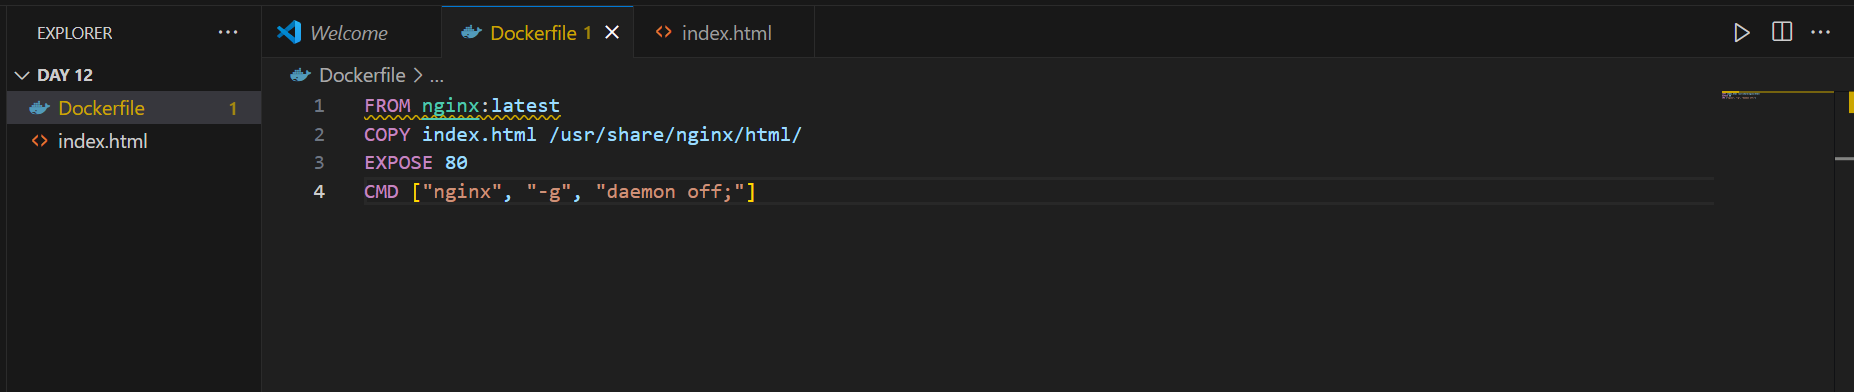 EXPLORER ...
Welcome
Dockerfile 1
index.html
DAY 12
Dockerfile 1
index.html
Dockerfile > ...
1 FROM nginx:latest
2 COPY index.html /usr/share/nginx/html/
3 EXPOSE 80
4 CMD ["nginx", "-g", "daemon off;"]